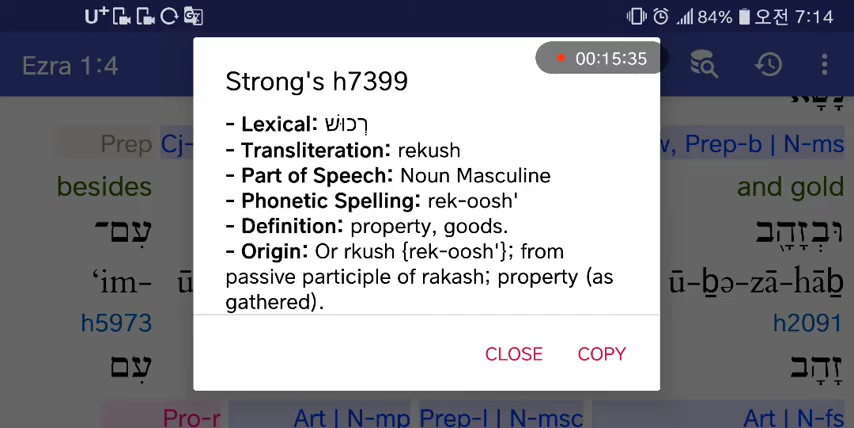 U+ 84% 오전 7:14
Ezra 1:4
00:15:35
Strong's h7399
- Lexical: רְכוּשׁ
- Transliteration: rekush
- Part of Speech: Noun Masculine
- Phonetic Spelling: rek-oosh'
- Definition: property, goods.
- Origin: Or rkush {rek-oosh'}; from
passive participle of rakash; property (as
gathered).
CLOSE COPY
Prep Cj- w, Prep-b | N-ms
besides and gold
עִם־ וּבְזָהָ֖ב
‘im- ū ū-ḇə-zā-hāḇ
h5973 h2091
עִם זָהָב
Pro-r Art | N-mp Prep-l | N-msc Art | N-fs